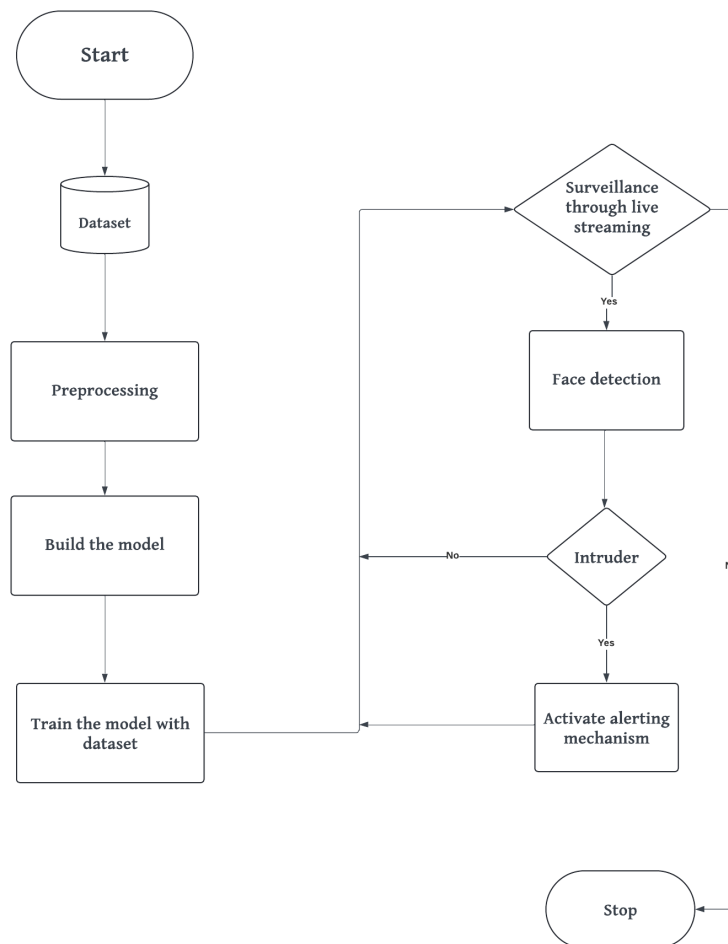 Start
Dataset
Preprocessing
Build the model
Train the model with
dataset
Surveillance
through live
streaming
Yes
Face detection
Intruder
No
Yes
Activate alerting
mechanism
Stop